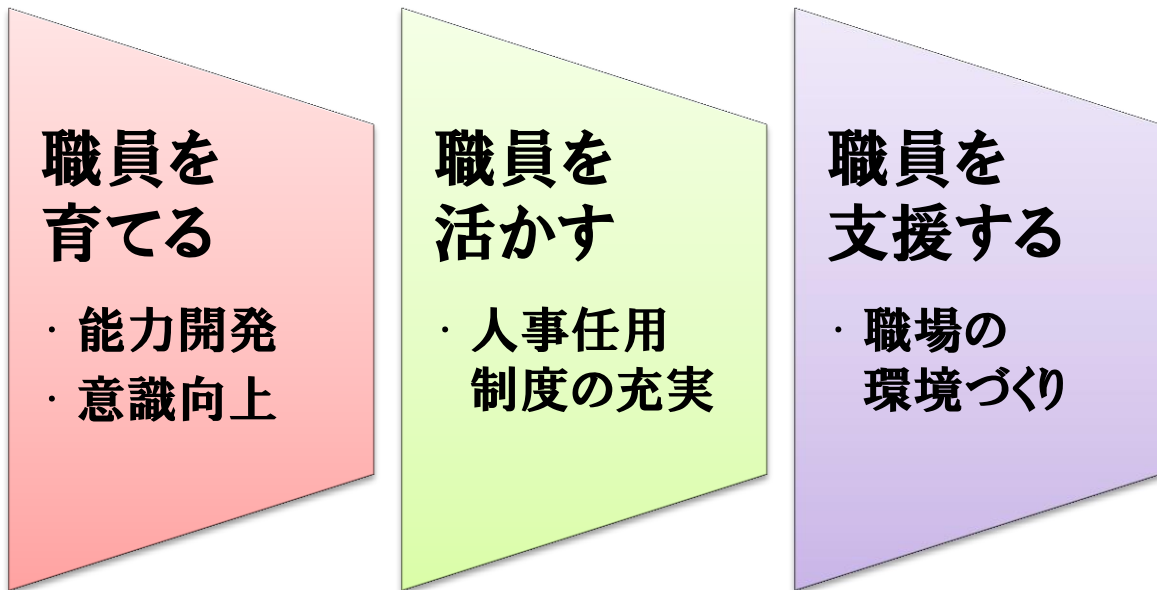 職員を
育てる
・能力開発
・意識向上
職員を
活かす
・人事任用
制度の充実
職員を
支援する
・職場の
環境づくり